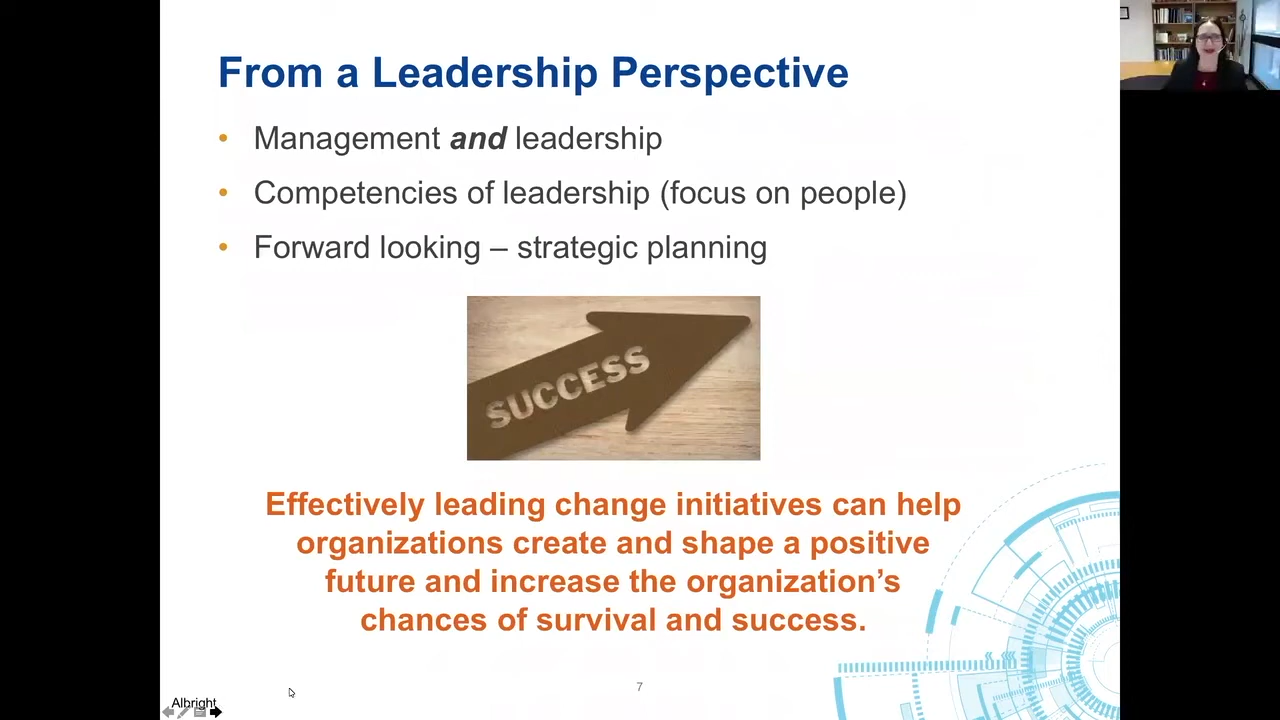 From a Leadership Perspective
• Management and leadership
• Competencies of leadership (focus on people)
• Forward looking – strategic planning
SUCCESS
Effectively leading change initiatives can help
organizations create and shape a positive
future and increase the organization’s
chances of survival and success.
7
Albright